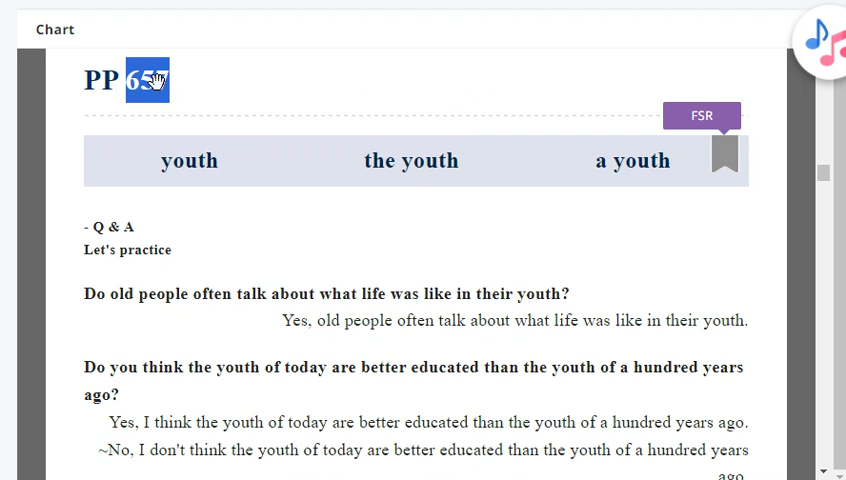 Chart
PP 657
FSR
youth the youth a youth
- Q & A
Let's practice
Do old people often talk about what life was like in their youth?
Yes, old people often talk about what life was like in their youth.
Do you think the youth of today are better educated than the youth of a hundred years
ago?
Yes, I think the youth of today are better educated than the youth of a hundred years ago.
~No, I don't think the youth of today are better educated than the youth of a hundred years
ago.